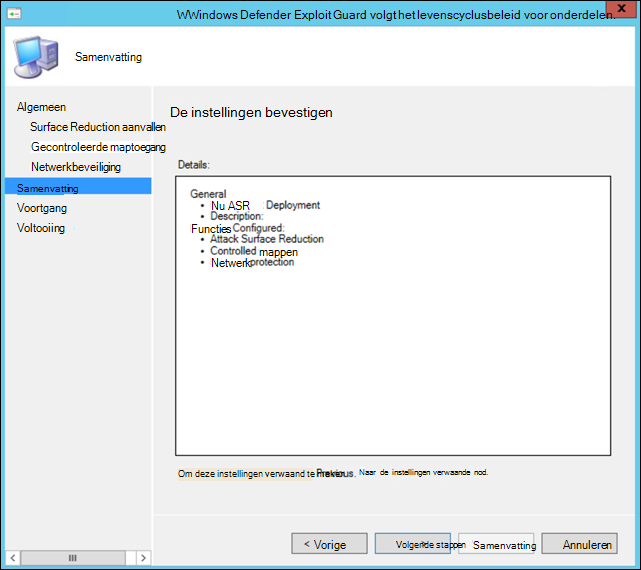 WWindows Defender Exploit Guard volgt het levenscyclusbeleid voor onderdelen.
Samenvatting
Algemeen
Surface Reduction aanvallen
Gecontroleerde maptoegang
Netwerkbeveiliging
Samenvatting
Voortgang
Voltooiing
De instellingen bevestigen
Details:
General
• Nu ASR : Deployment
• Description:
Functies Configured:
• Attack Surface Reduction
• Controlled mappen
• Netwerkprotection
Om deze instellingen verwaand te Previous. Naar de instellingen verwaande nod.
< Vorige
Volgende stappen
Samenvatting
Annuleren